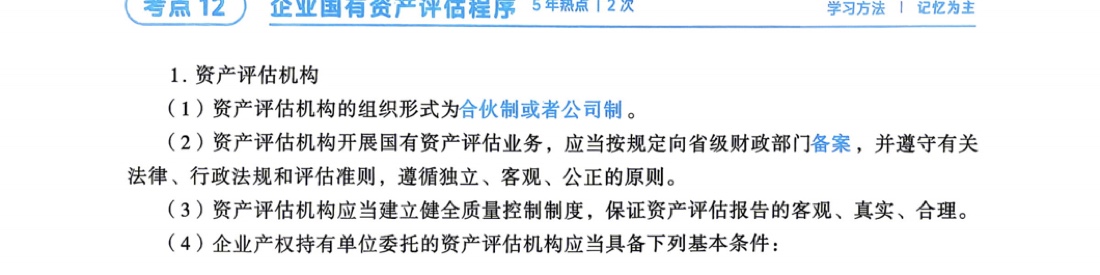 考点 12 企业国有资产评估程序 5年热点 | 2次 学习方法 | 记忆为主
1. 资产评估机构
（1）资产评估机构的组织形式为合伙制或者公司制。
（2）资产评估机构开展国有资产评估业务，应当按规定向省级财政部门备案，并遵守有关
法律、行政法规和评估准则，遵循独立、客观、公正的原则。
（3）资产评估机构应当建立健全质量控制制度，保证资产评估报告的客观、真实、合理。
（4）企业产权持有单位委托的资产评估机构应当具备下列基本条件：